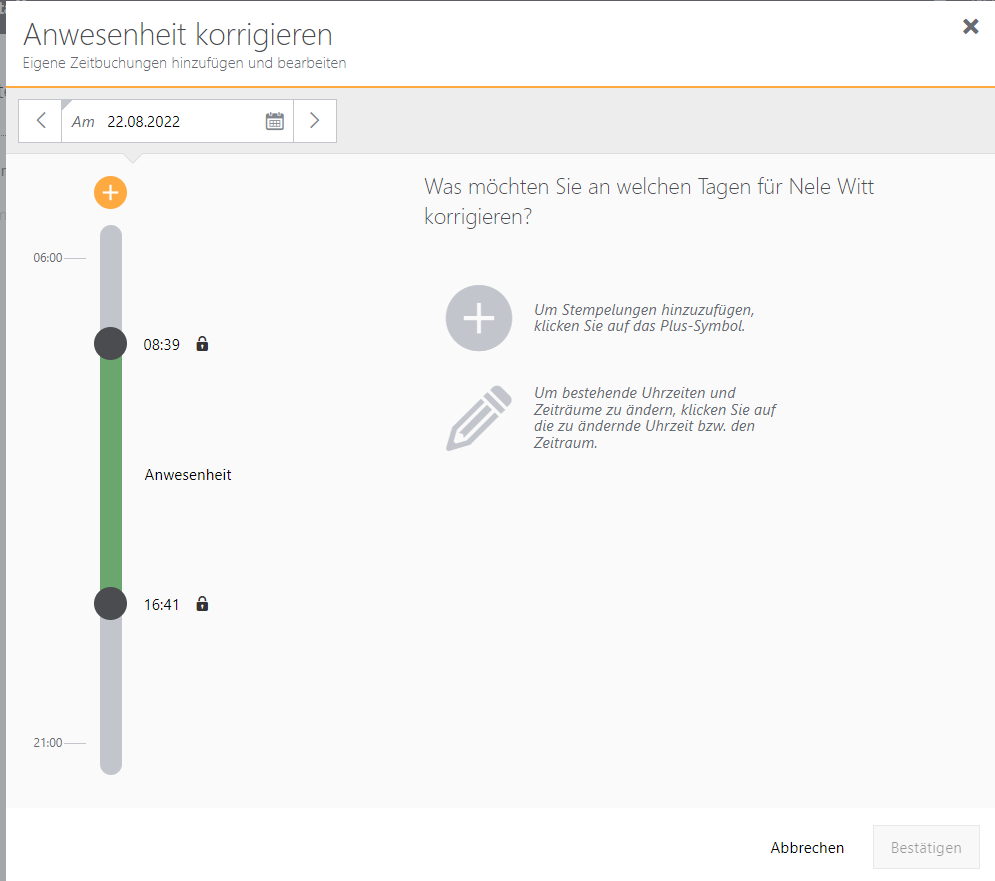 Anwesenheit korrigieren
Eigene Zeitbuchungen hinzufügen und bearbeiten
Am 22.08.2022
Was möchten Sie an welchen Tagen für Nele Witt
korrigieren?
06:00
08:39
Um Stempelungen hinzuzufügen,
klicken Sie auf das Plus-Symbol.
Um bestehende Uhrzeiten und
Zeiträume zu ändern, klicken Sie auf
die zu ändernde Uhrzeit bzw. den
Zeitraum.
Anwesenheit
16:41
21:00
Abbrechen
Bestätigen